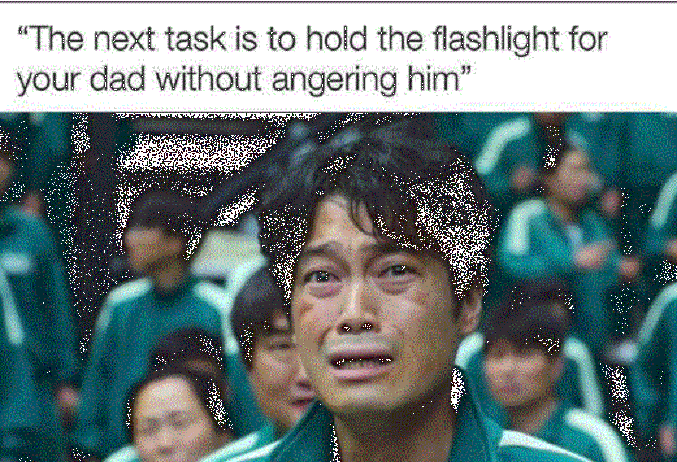 “The next task is to hold the flashlight for
your dad without angering him”